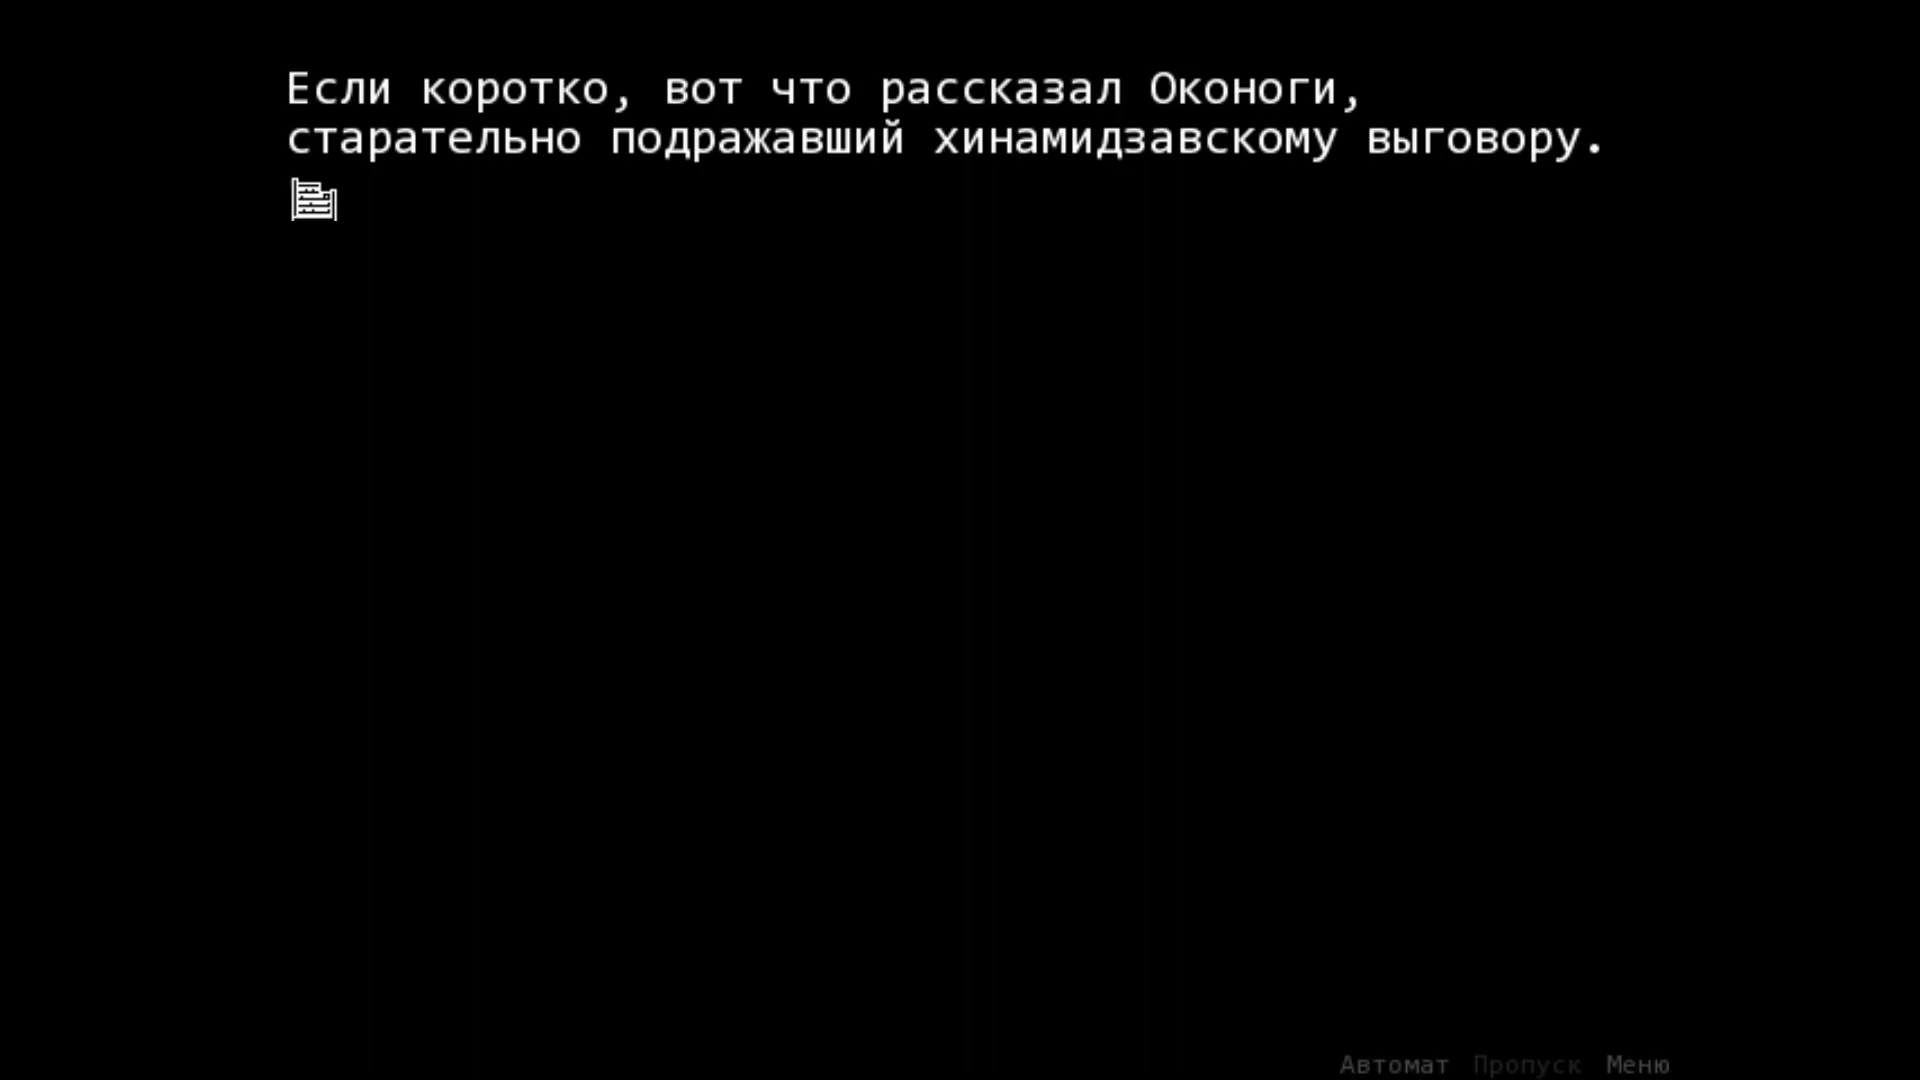 Если коротко, вот что рассказал Оконоги,
старательно подражавший хинамидзавскому выговору.
Автомат Пропуск Меню